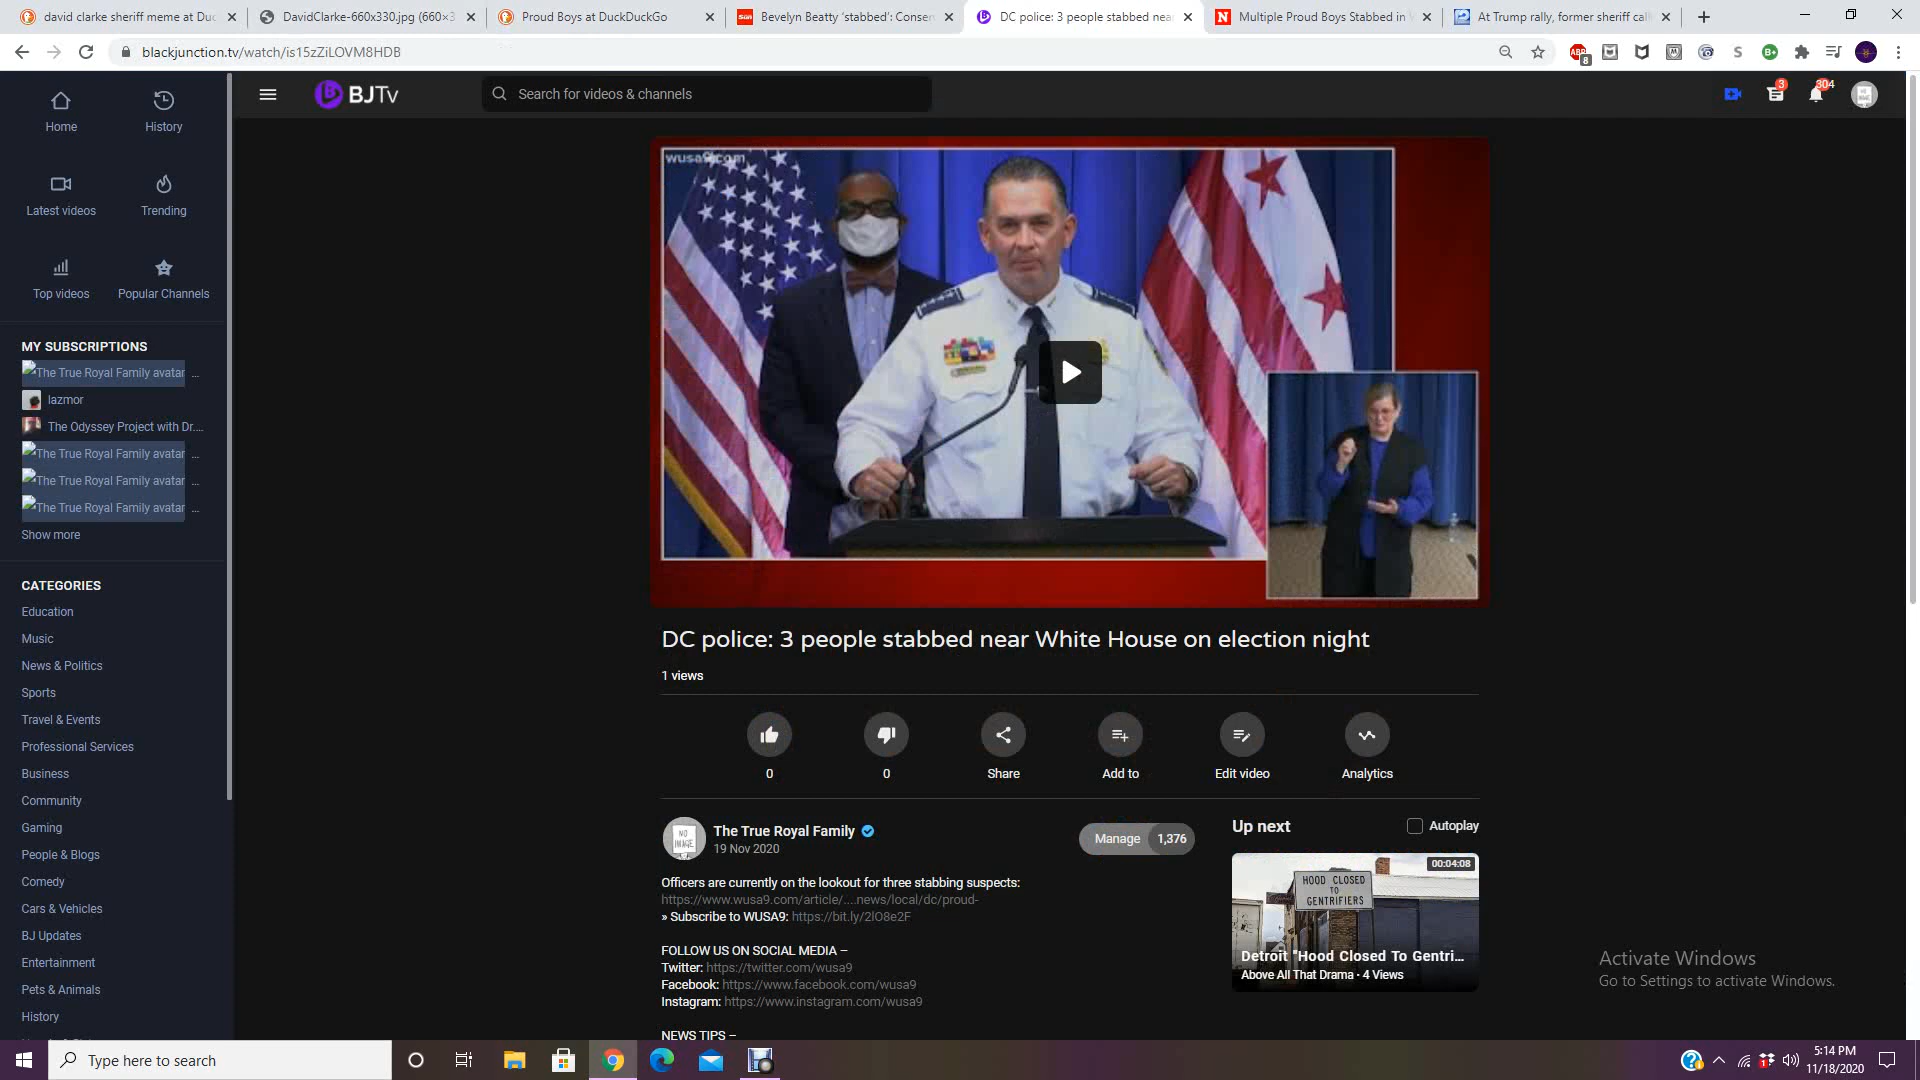 david clarke sheriff meme at Duc
DavidClarke-660x330.jpg (660×3
Proud Boys at DuckDuckGo
Bevelyn Beatty 'stabbed': Conser
DC police: 3 people stabbed nea
Multiple Proud Boys Stabbed in W
At Trump rally, former sheriff call
blackjunction.tv/watch/is15zZiLOVM8HDB
Home
History
Latest videos
Trending
Top videos
Popular Channels
MY SUBSCRIPTIONS
The True Royal Family avatar ...
lazmor
The Odyssey Project with Dr....
The True Royal Family avatar ...
The True Royal Family avatar ...
The True Royal Family avatar ...
Show more
CATEGORIES
Education
Music
News & Politics
Sports
Travel & Events
Professional Services
Business
Community
Gaming
People & Blogs
Comedy
Cars & Vehicles
BJ Updates
Entertainment
Pets & Animals
History
BJTv
Search for videos & channels
3
304
wusa9.com
DC police: 3 people stabbed near White House on election night
1 views
0
0
Share
Add to
Edit video
Analytics
NO IMAGE
The True Royal Family
19 Nov 2020
Manage 1,376
Officers are currently on the lookout for three stabbing suspects:
https://www.wusa9.com/article/....news/local/dc/proud-
» Subscribe to WUSA9: https://bit.ly/2lO8e2F
FOLLOW US ON SOCIAL MEDIA –
Twitter: https://twitter.com/wusa9
Facebook: https://www.facebook.com/wusa9
Instagram: https://www.instagram.com/wusa9
NEWS TIPS –
Up next
Autoplay
00:04:08
HOOD CLOSED
TO
GENTRIFIERS
Detroit "Hood Closed To Gentri...
Above All That Drama · 4 Views
Activate Windows
Go to Settings to activate Windows.
Type here to search
5:14 PM
11/18/2020